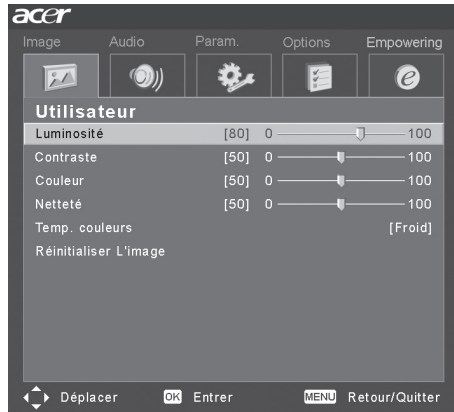 acer
Image Audio Param. Options Empowering
e
Utilisateur
Luminosité [80] 0 100
Contraste [50] 0 100
Couleur [50] 0 100
Netteté [50] 0 100
Temp. couleurs [Froid]
Réinitialiser L'image
Déplacer OK Entrer MENU Retour/Quitter